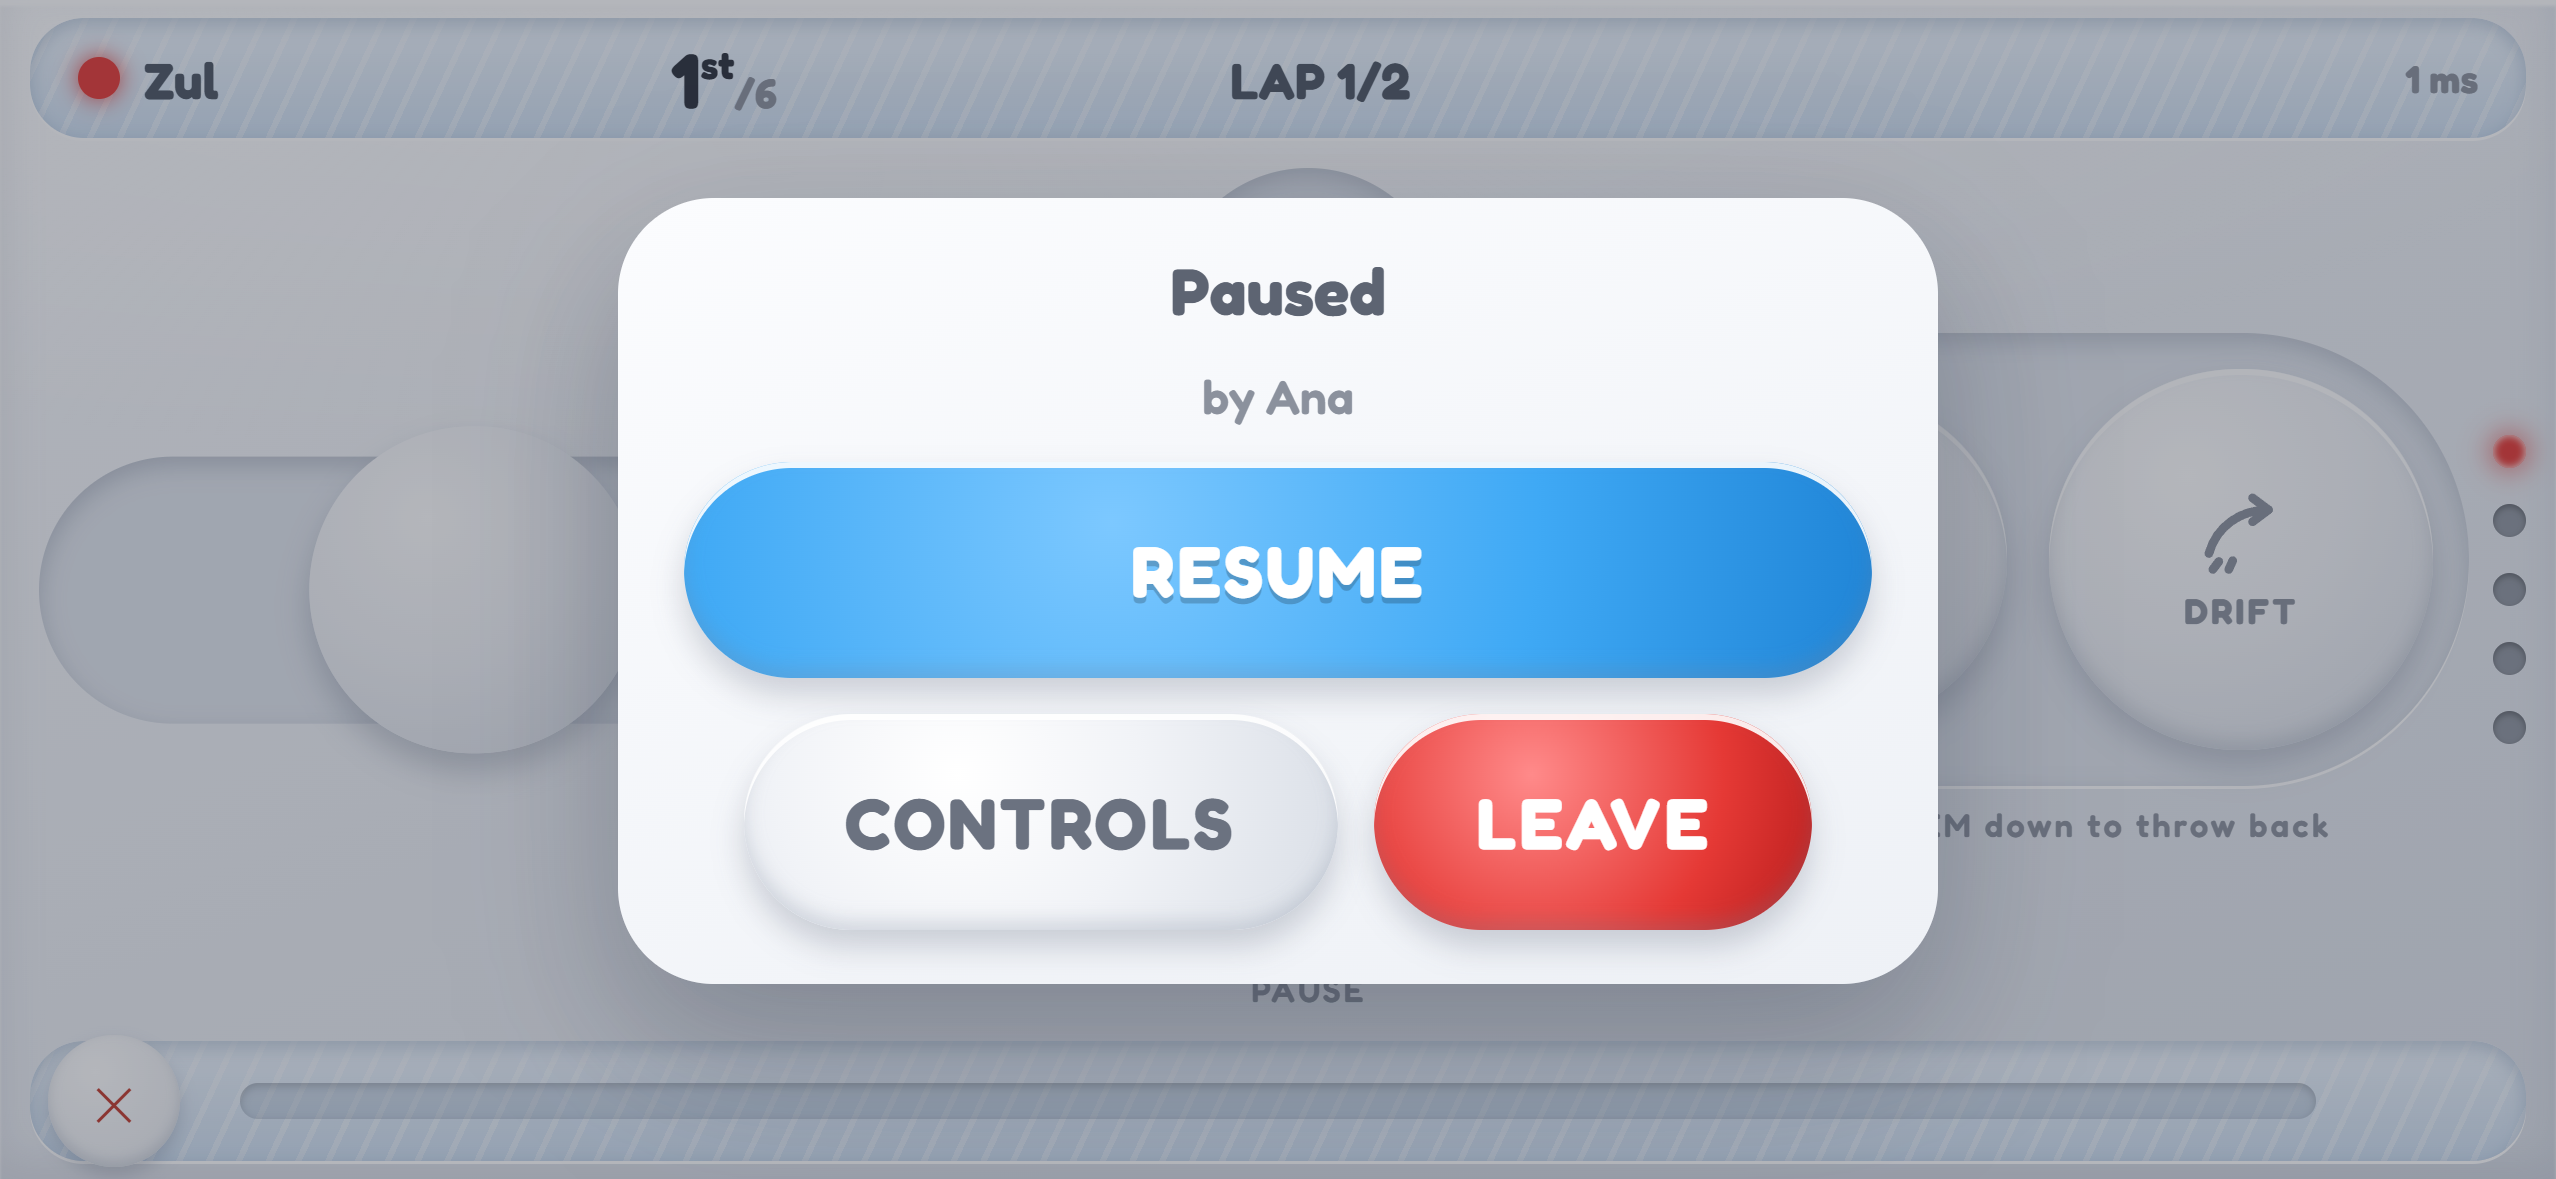 Zul
1st/6
LAP 1/2
1 ms
Paused
by Ana
RESUME
DRIFT
CONTROLS
LEAVE
down to throw back
PAUSE